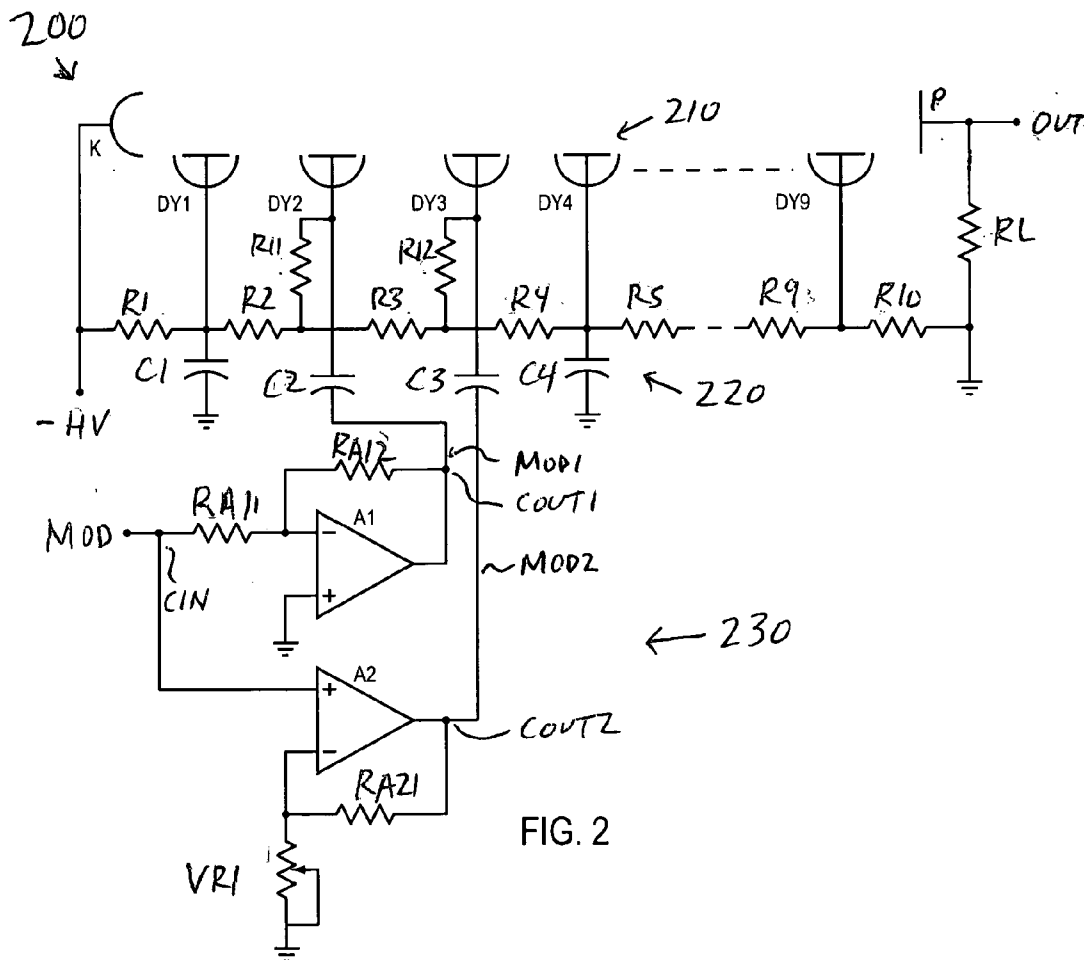 200
K
DY1
DY2
DY3
DY4
210
DY9
P
OUT
R11
R12
RL
R1
R2
R3
R4
R5
R9
R10
C1
C2
C3
C4
220
-HV
RA12
MOD1
COUT1
MOD
RA11
A1
MOD2
CIN
230
A2
COUT2
RA21
FIG. 2
VR1